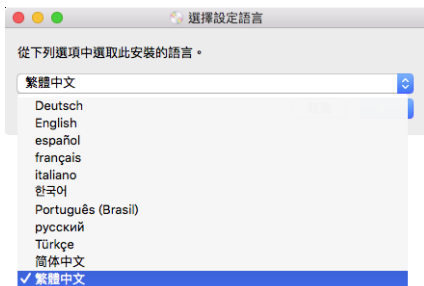 選擇設定語言
從下列選項中選取此安裝的語言。
繁體中文
Deutsch
English
español
français
italiano
한국어
Português (Brasil)
русский
Türkçe
简体中文
✓ 繁體中文